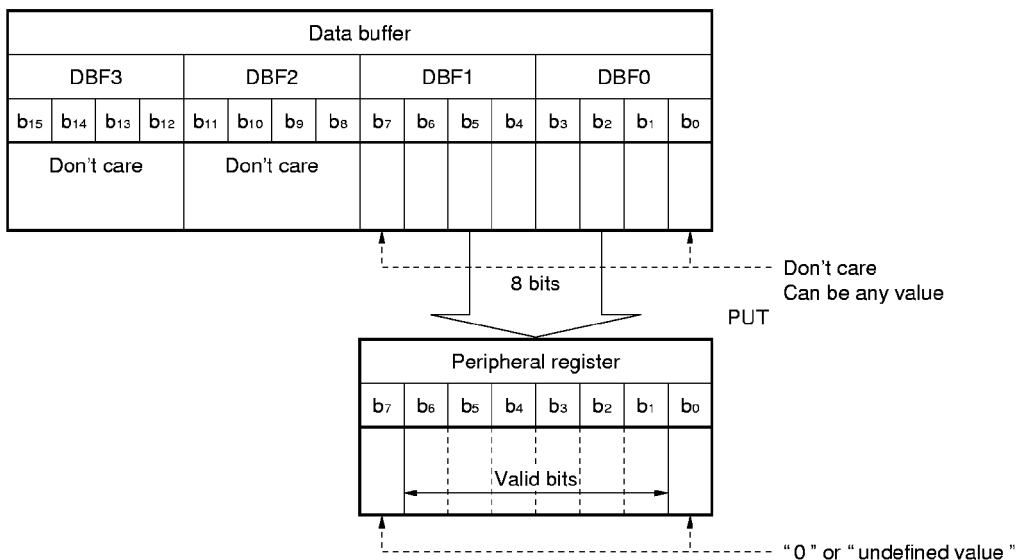 Data buffer
DBF3 DBF2 DBF1 DBF0
b15 b14 b13 b12 b11 b10 b9 b8 b7 b6 b5 b4 b3 b2 b1 b0
Don't care Don't care
8 bits
Don't care
Can be any value
PUT
Peripheral register
b7 b6 b5 b4 b3 b2 b1 b0
Valid bits
"0" or "undefined value"